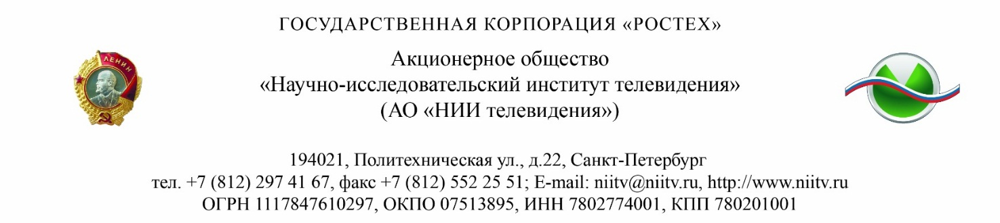 ГОСУДАРСТВЕННАЯ КОРПОРАЦИЯ «РОСТЕХ»
Акционерное общество
«Научно-исследовательский институт телевидения»
(АО «НИИ телевидения»)
ЛЕНИН
194021, Политехническая ул., д.22, Санкт-Петербург
тел. +7 (812) 297 41 67, факс +7 (812) 552 25 51; E-mail: niitv@niitv.ru, http://www.niitv.ru
ОГРН 1117847610297, ОКПО 07513895, ИНН 7802774001, КПП 780201001